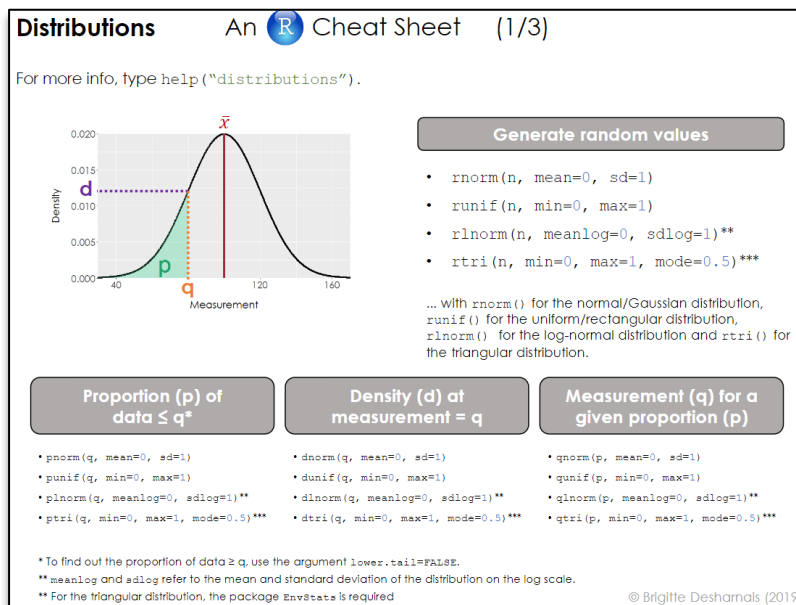 Distributions An R Cheat Sheet (1/3)
For more info, type help(“distributions”).
x̄
0.020
0.015
d
0.010
0.005
0.000
Density
p
40
q
120
160
Measurement
Generate random values
• rnorm(n, mean=0, sd=1)
• runif(n, min=0, max=1)
• rlnorm(n, meanlog=0, sdlog=1)**
• rtri(n, min=0, max=1, mode=0.5)***
... with rnorm() for the normal/Gaussian distribution,
runif() for the uniform/rectangular distribution,
rlnorm() for the log-normal distribution and rtri() for
the triangular distribution.
Proportion (p) of
data ≤ q*
• pnorm(q, mean=0, sd=1)
• punif(q, min=0, max=1)
• plnorm(q, meanlog=0, sdlog=1)**
• ptri(q, min=0, max=1, mode=0.5)***
Density (d) at
measurement = q
• dnorm(q, mean=0, sd=1)
• dunif(q, min=0, max=1)
• dlnorm(q, meanlog=0, sdlog=1)**
• dtri(q, min=0, max=1, mode=0.5)***
Measurement (q) for a
given proportion (p)
• qnorm(p, mean=0, sd=1)
• qunif(p, min=0, max=1)
• qlnorm(p, meanlog=0, sdlog=1)**
• qtri(p, min=0, max=1, mode=0.5)***
* To find out the proportion of data ≥ q, use the argument lower.tail=FALSE.
** meanlog and sdlog refer to the mean and standard deviation of the distribution on the log scale.
** For the triangular distribution, the package EnvStats is required
© Brigitte Desharnais (2019